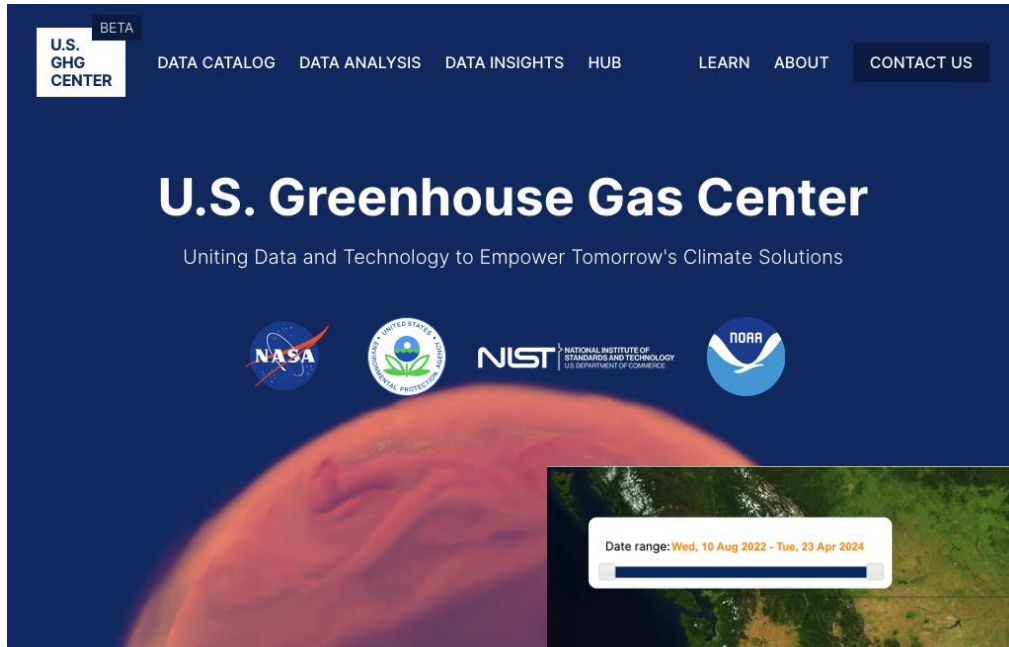 BETA
U.S.
GHG
CENTER
DATA CATALOG DATA ANALYSIS DATA INSIGHTS HUB LEARN ABOUT CONTACT US
U.S. Greenhouse Gas Center
Uniting Data and Technology to Empower Tomorrow's Climate Solutions
NASA
UNITED STATES
ENVIRONMENTAL PROTECTION AGENCY
NIST
NATIONAL INSTITUTE OF
STANDARDS AND TECHNOLOGY
U.S. DEPARTMENT OF COMMERCE
NOAA
Date range: Wed, 10 Aug 2022 - Tue, 23 Apr 2024